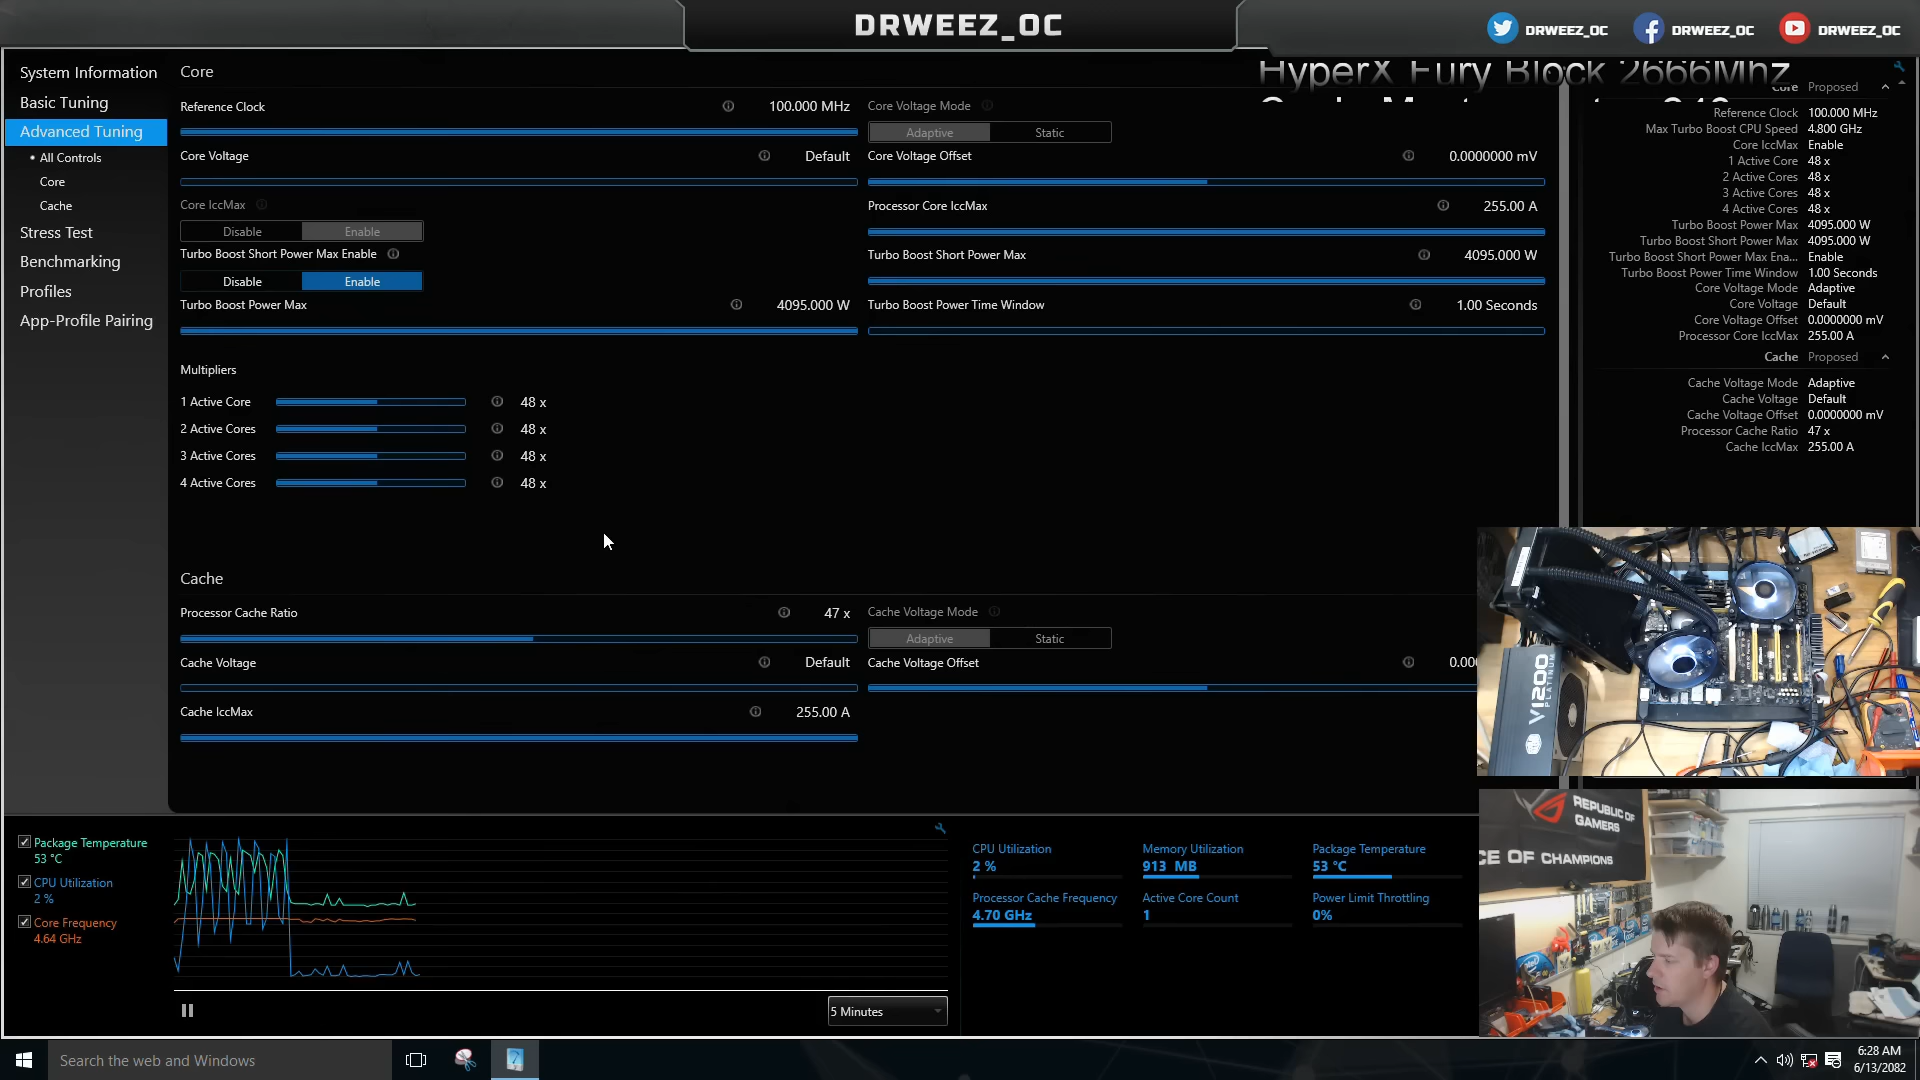 DRWEEZ_OC
DRWEEZ_OC
DRWEEZ_OC
DRWEEZ_OC
System Information
Basic Tuning
Advanced Tuning
All Controls
Core
Cache
Stress Test
Benchmarking
Profiles
App-Profile Pairing
Core
Reference Clock 100.000 MHz
Core Voltage Default
Core IccMax
Disable Enable
Turbo Boost Short Power Max Enable
Disable Enable
Turbo Boost Power Max 4095.000 W
Core Voltage Mode
Adaptive Static
Core Voltage Offset 0.0000000 mV
Processor Core IccMax 255.00 A
Turbo Boost Short Power Max 4095.000 W
Turbo Boost Power Time Window 1.00 Seconds
Multipliers
1 Active Core 48 x
2 Active Cores 48 x
3 Active Cores 48 x
4 Active Cores 48 x
Cache
Processor Cache Ratio 47 x
Cache Voltage Default
Cache IccMax 255.00 A
Cache Voltage Mode
Adaptive Static
Cache Voltage Offset 0.00
HyperX Fury Block 2666Mhz
Core Proposed
Reference Clock 100.000 MHz
Max Turbo Boost CPU Speed 4.800 GHz
Core IccMax Enable
1 Active Core 48 x
2 Active Cores 48 x
3 Active Cores 48 x
4 Active Cores 48 x
Turbo Boost Power Max 4095.000 W
Turbo Boost Short Power Max 4095.000 W
Turbo Boost Short Power Max Ena... Enable
Turbo Boost Power Time Window 1.00 Seconds
Core Voltage Mode Adaptive
Core Voltage Default
Core Voltage Offset 0.0000000 mV
Processor Core IccMax 255.00 A
Cache Proposed
Cache Voltage Mode Adaptive
Cache Voltage Default
Cache Voltage Offset 0.0000000 mV
Processor Cache Ratio 47 x
Cache IccMax 255.00 A
V1200
PLATINUM
REPUBLIC OF
GAMERS
CE OF CHAMPIONS
Package Temperature
53 °C
CPU Utilization
2 %
Core Frequency
4.64 GHz
5 Minutes
CPU Utilization
2 %
Memory Utilization
913 MB
Package Temperature
53 °C
Processor Cache Frequency
4.70 GHz
Active Core Count
1
Power Limit Throttling
0%
Search the web and Windows
6:28 AM
6/13/2082